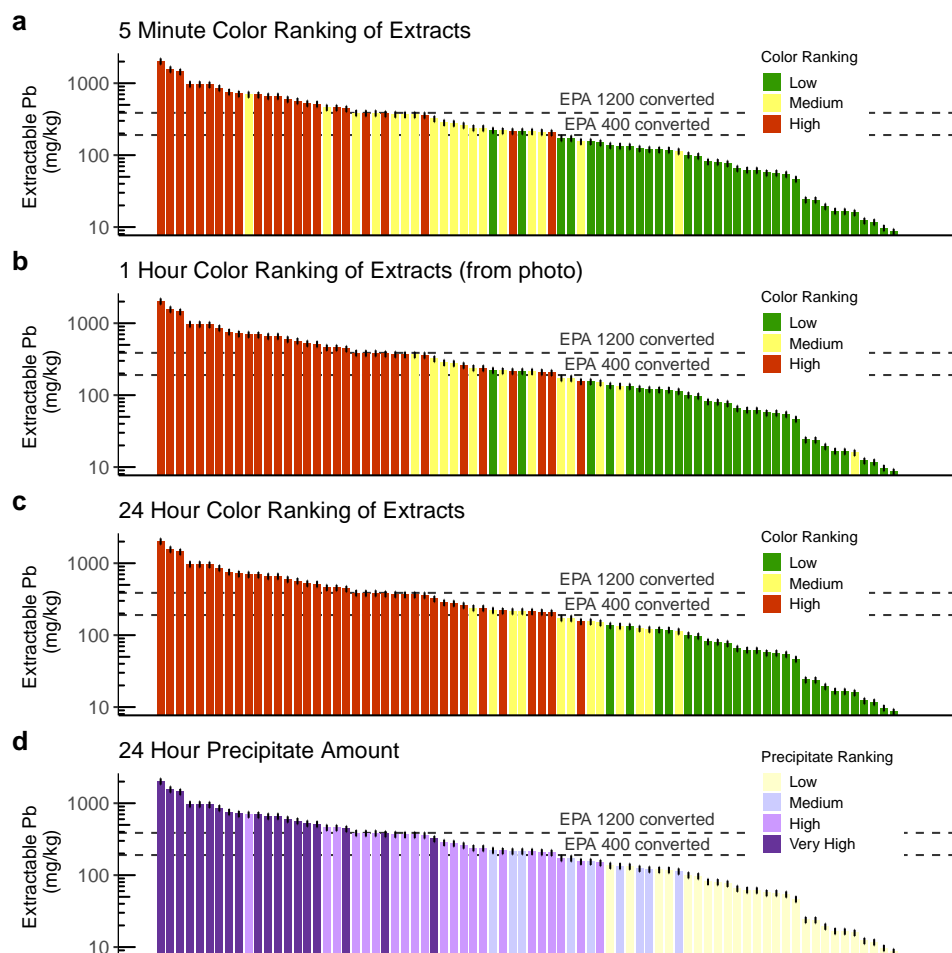 a
5 Minute Color Ranking of Extracts
Extractable Pb
(mg/kg)
1000
100
10
EPA 1200 converted
EPA 400 converted
Color Ranking
Low
Medium
High
b
1 Hour Color Ranking of Extracts (from photo)
Extractable Pb
(mg/kg)
1000
100
10
EPA 1200 converted
EPA 400 converted
Color Ranking
Low
Medium
High
c
24 Hour Color Ranking of Extracts
Extractable Pb
(mg/kg)
1000
100
10
EPA 1200 converted
EPA 400 converted
Color Ranking
Low
Medium
High
d
24 Hour Precipitate Amount
Extractable Pb
(mg/kg)
1000
100
10
EPA 1200 converted
EPA 400 converted
Precipitate Ranking
Low
Medium
High
Very High